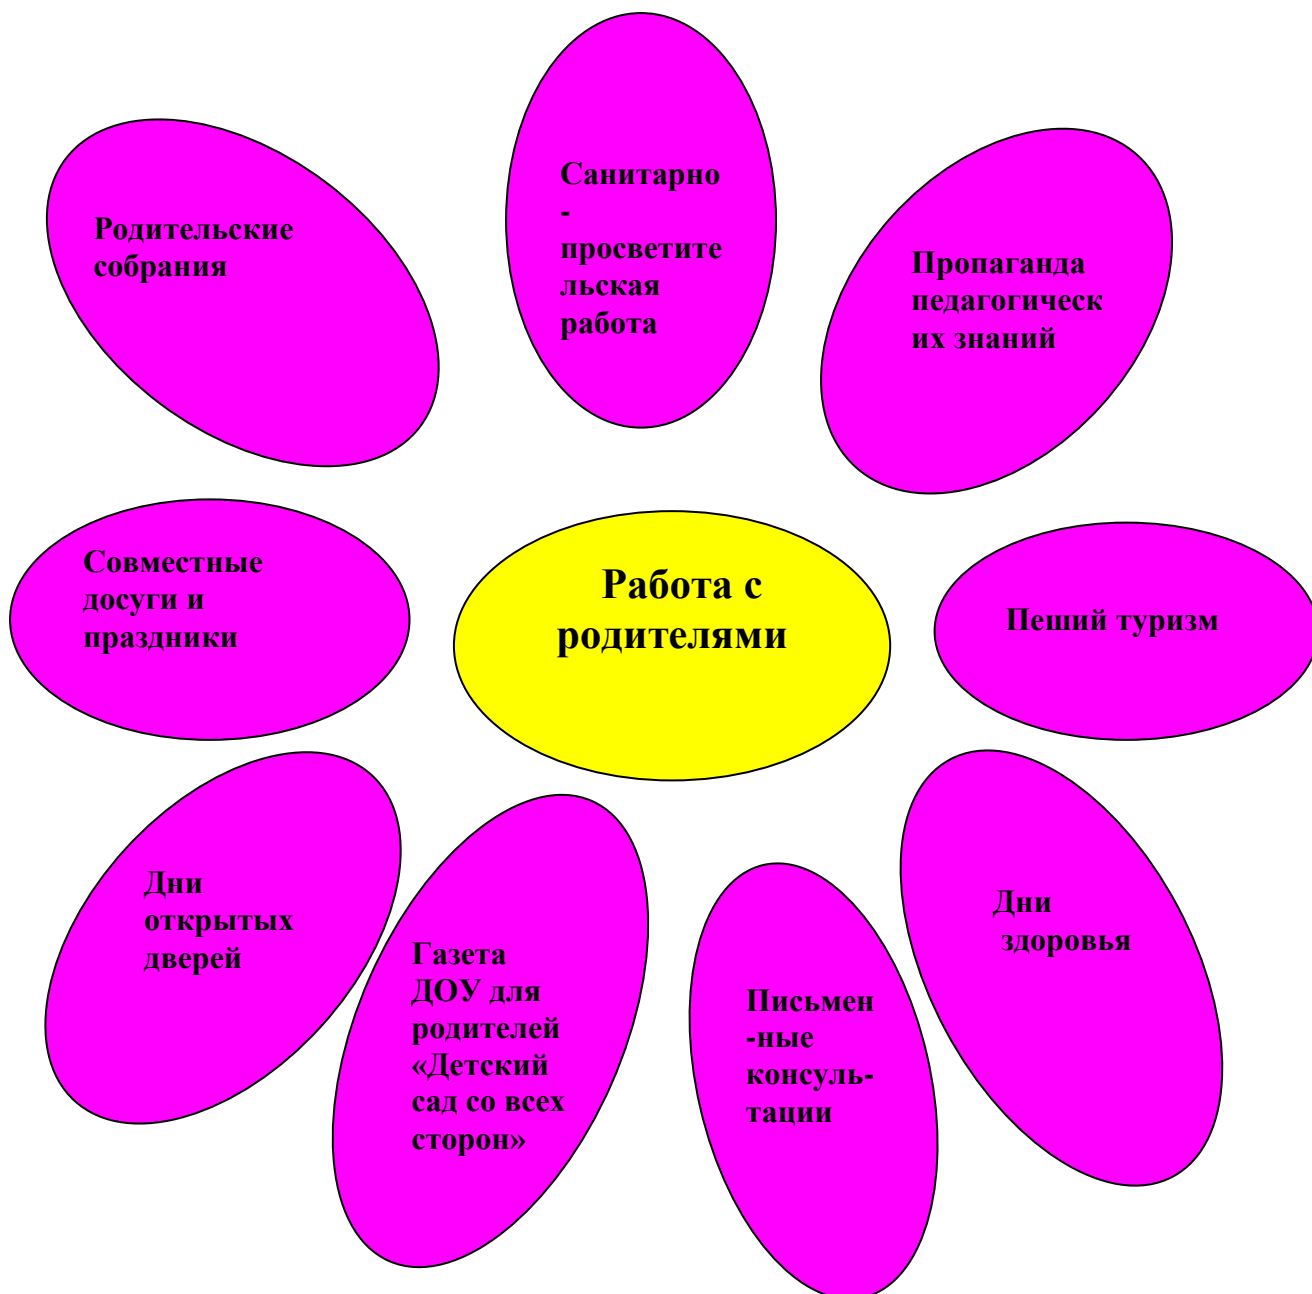 Санитарно
-
просветите
льская
работа
Родительские
собрания
Пропаганда
педагогическ
их знаний
Совместные
досуги и
праздники
Работа с
родителями
Пеший туризм
Дни
открытых
дверей
Газета
ДОУ для
родителей
«Детский
сад со всех
сторон»
Письмен
-ные
консуль-
тации
Дни
здоровья